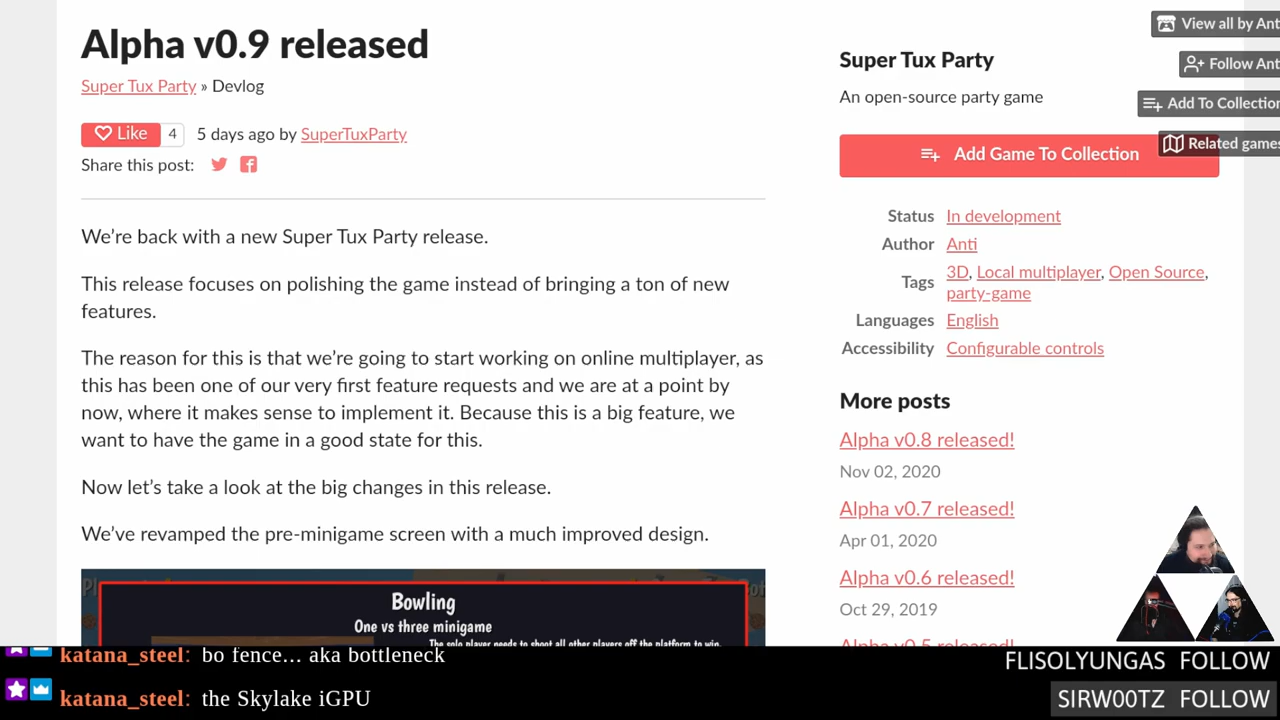 Alpha v0.9 released
Super Tux Party » Devlog
Like 4 5 days ago by SuperTuxParty
Share this post:
We’re back with a new Super Tux Party release.
This release focuses on polishing the game instead of bringing a ton of new
features.
The reason for this is that we’re going to start working on online multiplayer, as
this has been one of our very first feature requests and we are at a point by
now, where it makes sense to implement it. Because this is a big feature, we
want to have the game in a good state for this.
Now let’s take a look at the big changes in this release.
We’ve revamped the pre-minigame screen with a much improved design.
Bowling
One vs three minigame
The solo player needs to shoot all other players off the platform to win.
View all by Ant
Follow Ant
Add To Collection
Related games
Super Tux Party
An open-source party game
Add Game To Collection
Status In development
Author Anti
Tags 3D, Local multiplayer, Open Source,
party-game
Languages English
Accessibility Configurable controls
More posts
Alpha v0.8 released!
Nov 02, 2020
Alpha v0.7 released!
Apr 01, 2020
Alpha v0.6 released!
Oct 29, 2019
Alpha v0.5 released!
katana_steel: bo fence... aka bottleneck
katana_steel: the Skylake iGPU
FLISOLYUNGAS FOLLOW
SIRW00TZ FOLLOW